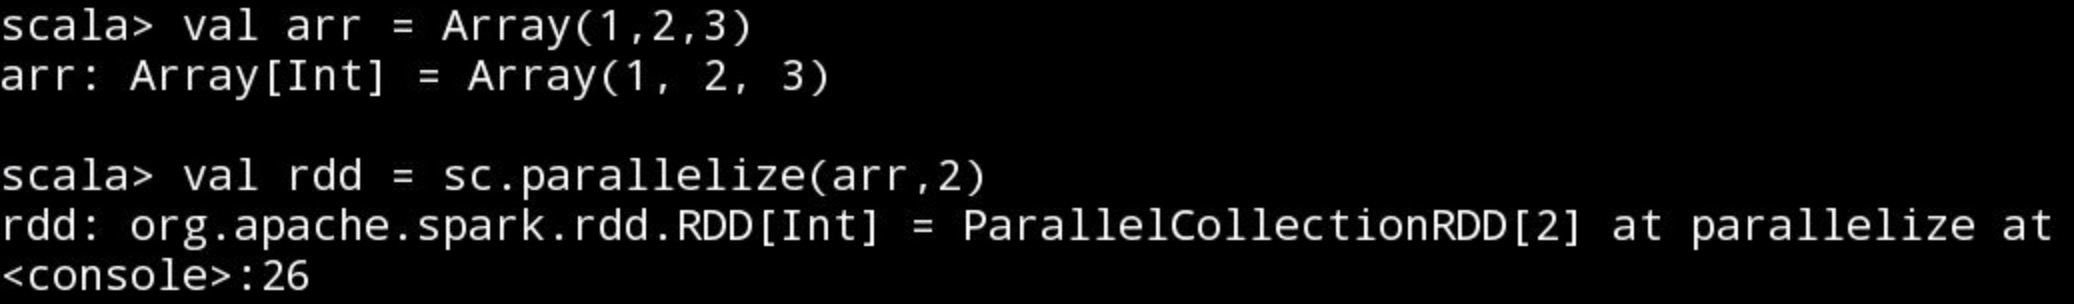 scala> val arr = Array(1,2,3)
arr: Array[Int] = Array(1, 2, 3)
scala> val rdd = sc.parallelize(arr,2)
rdd: org.apache.spark.rdd.RDD[Int] = ParallelCollectionRDD[2] at parallelize at
<console>:26